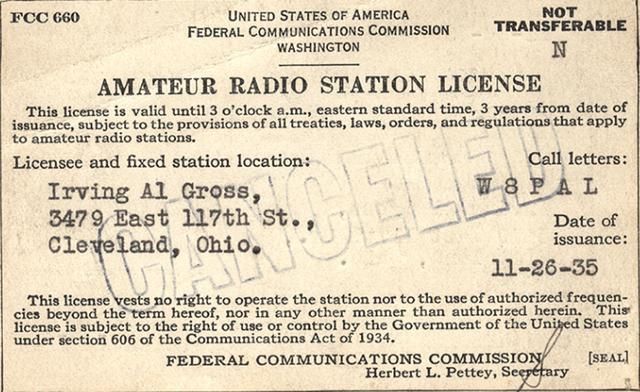 FCC 660
UNITED STATES OF AMERICA
FEDERAL COMMUNICATIONS COMMISSION
WASHINGTON
NOT
TRANSFERABLE
N
AMATEUR RADIO STATION LICENSE
This license is valid until 3 o'clock a.m., eastern standard time, 3 years from date of
issuance, subject to the provisions of all treaties, laws, orders, and regulations that apply
to amateur radio stations.
Licensee and fixed station location:
Irving Al Gross,
3479 East 117th St.,
Cleveland, Ohio.
Call letters:
W8PAL
Date of
issuance:
11-26-35
CANCELED
This license vests no right to operate the station nor to the use of authorized frequen-
cies beyond the term hereof, nor in any other manner than authorized herein. This
license is subject to the right of use or control by the Government of the United States
under section 606 of the Communications Act of 1934.
FEDERAL COMMUNICATIONS COMMISSION
[SEAL]
Herbert L. Pettey, Secretary